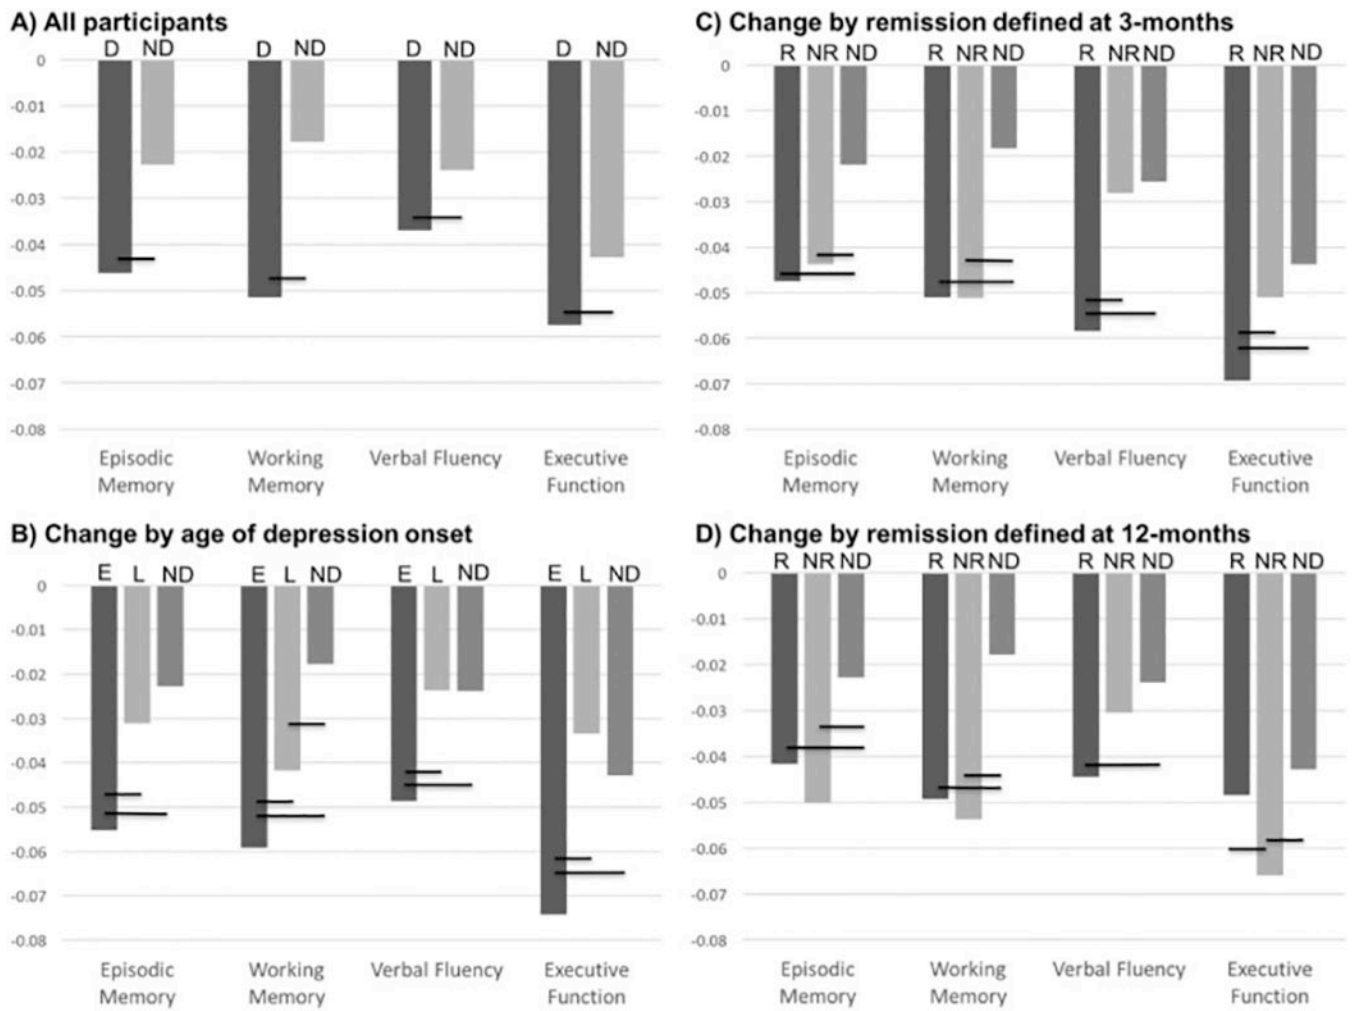 A) All participants
D ND D ND D ND D ND
0
-0.01
-0.02
-0.03
-0.04
-0.05
-0.06
-0.07
-0.08
Episodic Memory
Working Memory
Verbal Fluency
Executive Function
C) Change by remission defined at 3-months
R NR ND R NR ND R NR ND R NR ND
0
-0.01
-0.02
-0.03
-0.04
-0.05
-0.06
-0.07
-0.08
Episodic Memory
Working Memory
Verbal Fluency
Executive Function
B) Change by age of depression onset
E L ND E L ND E L ND E L ND
0
-0.01
-0.02
-0.03
-0.04
-0.05
-0.06
-0.07
-0.08
Episodic Memory
Working Memory
Verbal Fluency
Executive Function
D) Change by remission defined at 12-months
R NR ND R NR ND R NR ND R NR ND
0
-0.01
-0.02
-0.03
-0.04
-0.05
-0.06
-0.07
-0.08
Episodic Memory
Working Memory
Verbal Fluency
Executive Function